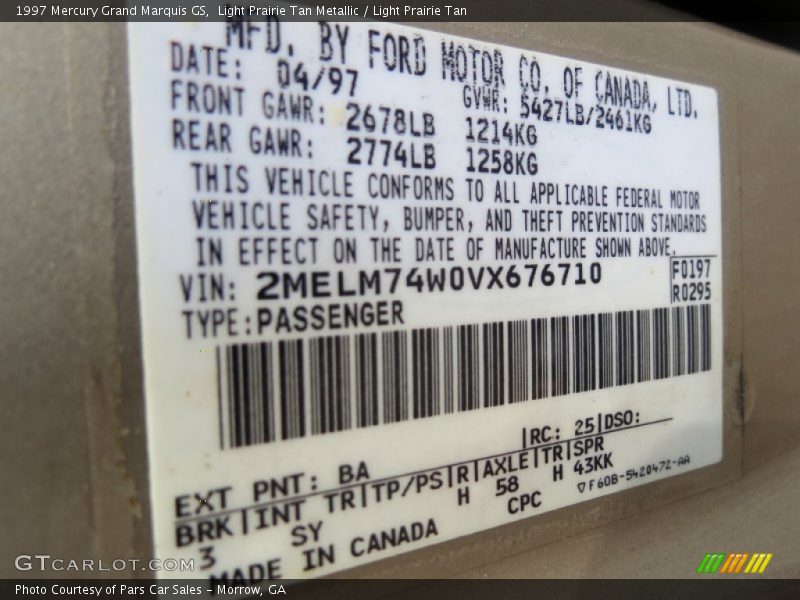 1997 Mercury Grand Marquis GS,  Light Prairie Tan Metallic / Light Prairie Tan
MFD. BY FORD MOTOR CO. OF CANADA, LTD.
DATE: 04/97 GVWR: 5427LB/2461KG
FRONT GAWR: 2678LB 1214KG
REAR GAWR: 2774LB 1258KG
THIS VEHICLE CONFORMS TO ALL APPLICABLE FEDERAL MOTOR
VEHICLE SAFETY, BUMPER, AND THEFT PREVENTION STANDARDS
IN EFFECT ON THE DATE OF MANUFACTURE SHOWN ABOVE.
VIN: 2MELM74W0VX676710
F0197
R0295
TYPE: PASSENGER
EXT PNT: BA |RC: 25|DSO:
BRK|INT TR|TP/PS|R|AXLE|TR|SPR
3 SY H 58 H 43KK
MADE IN CANADA CPC ▽F60B-5420472-AA
GTCARLOT.COM
Photo Courtesy of Pars Car Sales - Morrow, GA